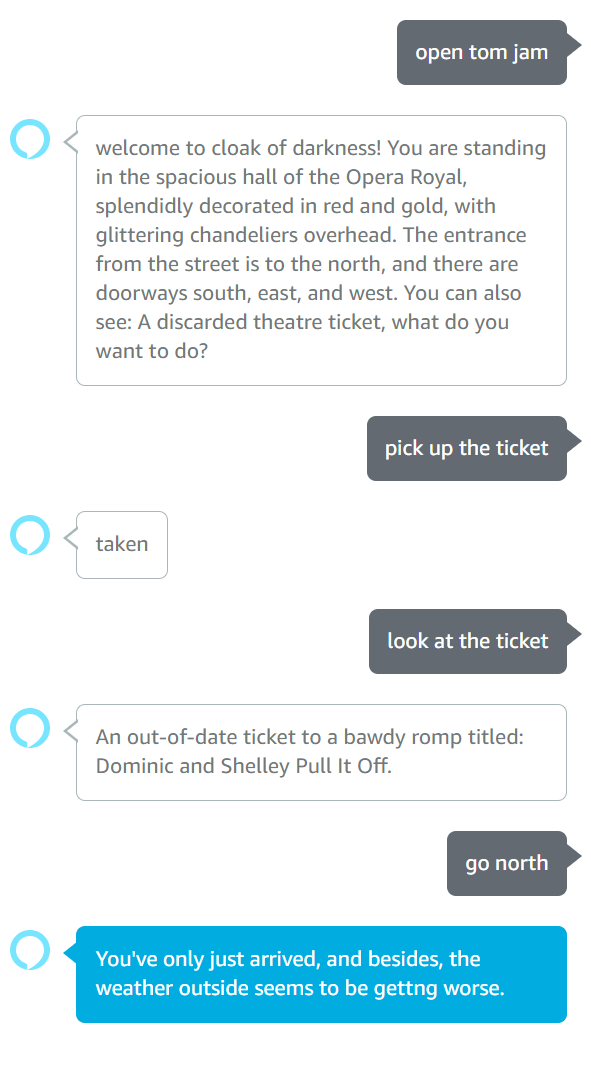 open tom jam
welcome to cloak of darkness! You are standing
in the spacious hall of the Opera Royal,
splendidly decorated in red and gold, with
glittering chandeliers overhead. The entrance
from the street is to the north, and there are
doorways south, east, and west. You can also
see: A discarded theatre ticket, what do you
want to do?
pick up the ticket
taken
look at the ticket
An out-of-date ticket to a bawdy romp titled:
Dominic and Shelley Pull It Off.
go north
You've only just arrived, and besides, the
weather outside seems to be gettng worse.